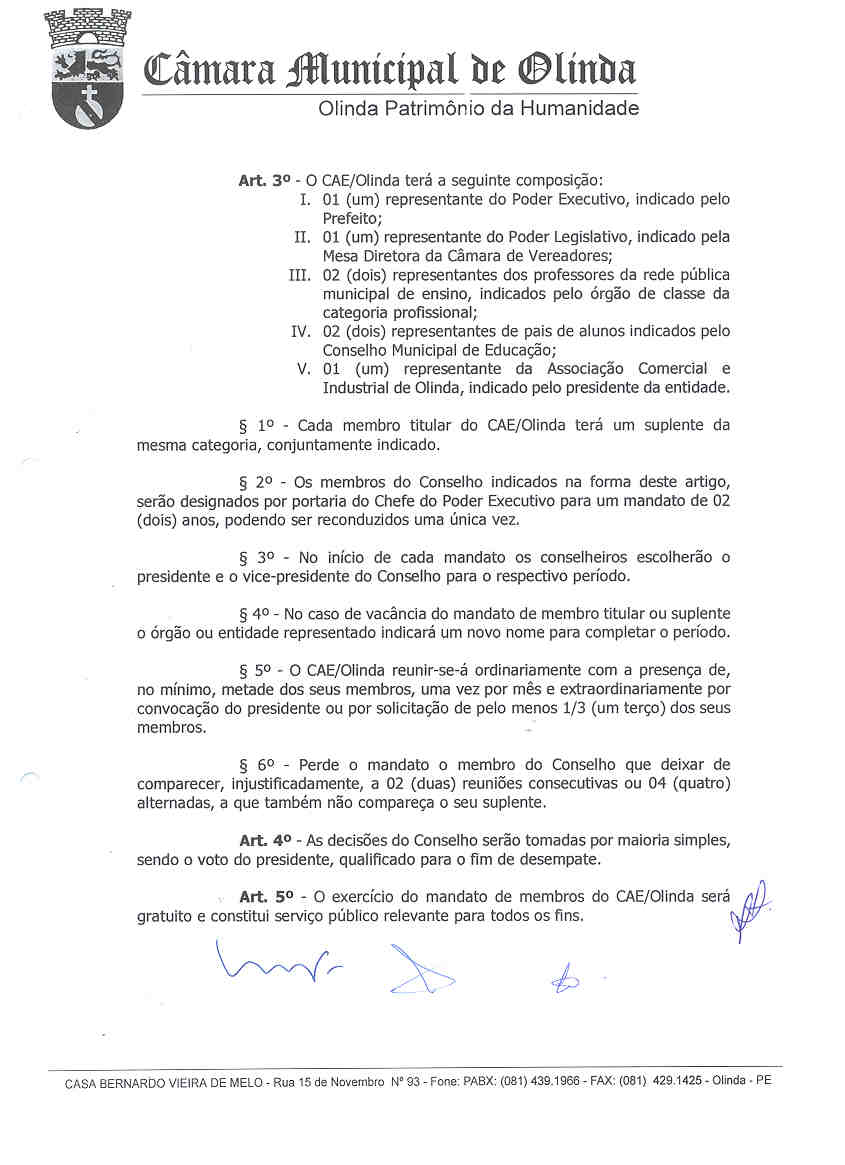 Câmara Municipal de Olinda
Olinda Patrimônio da Humanidade
Art. 3º - O CAE/Olinda terá a seguinte composição:
I. 01 (um) representante do Poder Executivo, indicado pelo
Prefeito;
II. 01 (um) representante do Poder Legislativo, indicado pela
Mesa Diretora da Câmara de Vereadores;
III. 02 (dois) representantes dos professores da rede pública
municipal de ensino, indicados pelo órgão de classe da
categoria profissional;
IV. 02 (dois) representantes de pais de alunos indicados pelo
Conselho Municipal de Educação;
V. 01 (um) representante da Associação Comercial e
Industrial de Olinda, indicado pelo presidente da entidade.
§ 1º - Cada membro titular do CAE/Olinda terá um suplente da
mesma categoria, conjuntamente indicado.
§ 2º - Os membros do Conselho indicados na forma deste artigo,
serão designados por portaria do Chefe do Poder Executivo para um mandato de 02
(dois) anos, podendo ser reconduzidos uma única vez.
§ 3º - No início de cada mandato os conselheiros escolherão o
presidente e o vice-presidente do Conselho para o respectivo período.
§ 4º - No caso de vacância do mandato de membro titular ou suplente
o órgão ou entidade representado indicará um novo nome para completar o período.
§ 5º - O CAE/Olinda reunir-se-á ordinariamente com a presença de,
no mínimo, metade dos seus membros, uma vez por mês e extraordinariamente por
convocação do presidente ou por solicitação de pelo menos 1/3 (um terço) dos seus
membros.
§ 6º - Perde o mandato o membro do Conselho que deixar de
comparecer, injustificadamente, a 02 (duas) reuniões consecutivas ou 04 (quatro)
alternadas, a que também não compareça o seu suplente.
Art. 4º - As decisões do Conselho serão tomadas por maioria simples,
sendo o voto do presidente, qualificado para o fim de desempate.
Art. 5º - O exercício do mandato de membros do CAE/Olinda será
gratuito e constitui serviço público relevante para todos os fins.
CASA BERNARDO VIEIRA DE MELO - Rua 15 de Novembro Nº 93 - Fone: PABX: (081) 439.1966 - FAX: (081) 429.1425 - Olinda - PE